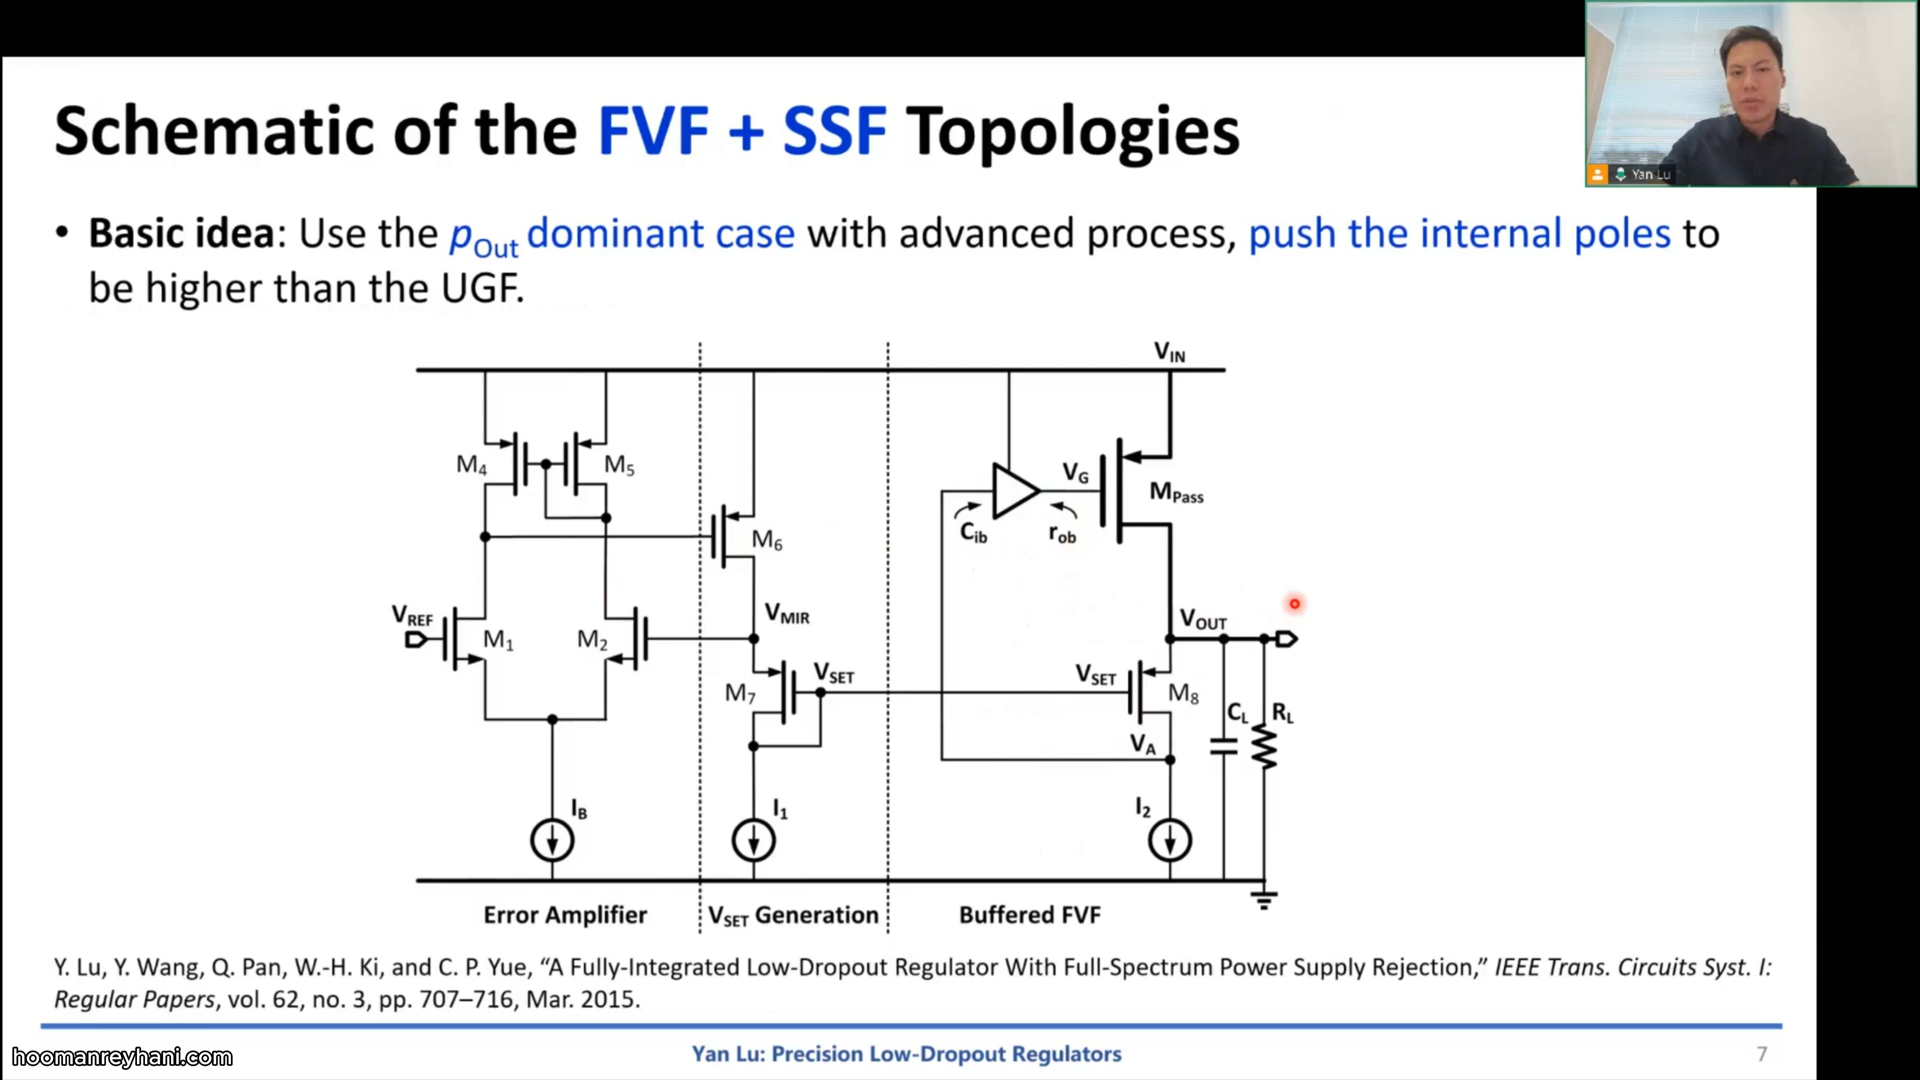 Schematic of the FVF + SSF Topologies
Yan Lu
• Basic idea: Use the pOut dominant case with advanced process, push the internal poles to
be higher than the UGF.
VIN
M4
M5
VG
MPass
Cib
rob
M6
VREF
M1
M2
VMIR
VOUT
M7
VSET
VSET
M8
CL
RL
VA
IB
I1
I2
Error Amplifier
VSET Generation
Buffered FVF
Y. Lu, Y. Wang, Q. Pan, W.-H. Ki, and C. P. Yue, “A Fully-Integrated Low-Dropout Regulator With Full-Spectrum Power Supply Rejection,” IEEE Trans. Circuits Syst. I:
Regular Papers, vol. 62, no. 3, pp. 707–716, Mar. 2015.
hoomanreyhani.com
Yan Lu: Precision Low-Dropout Regulators
7